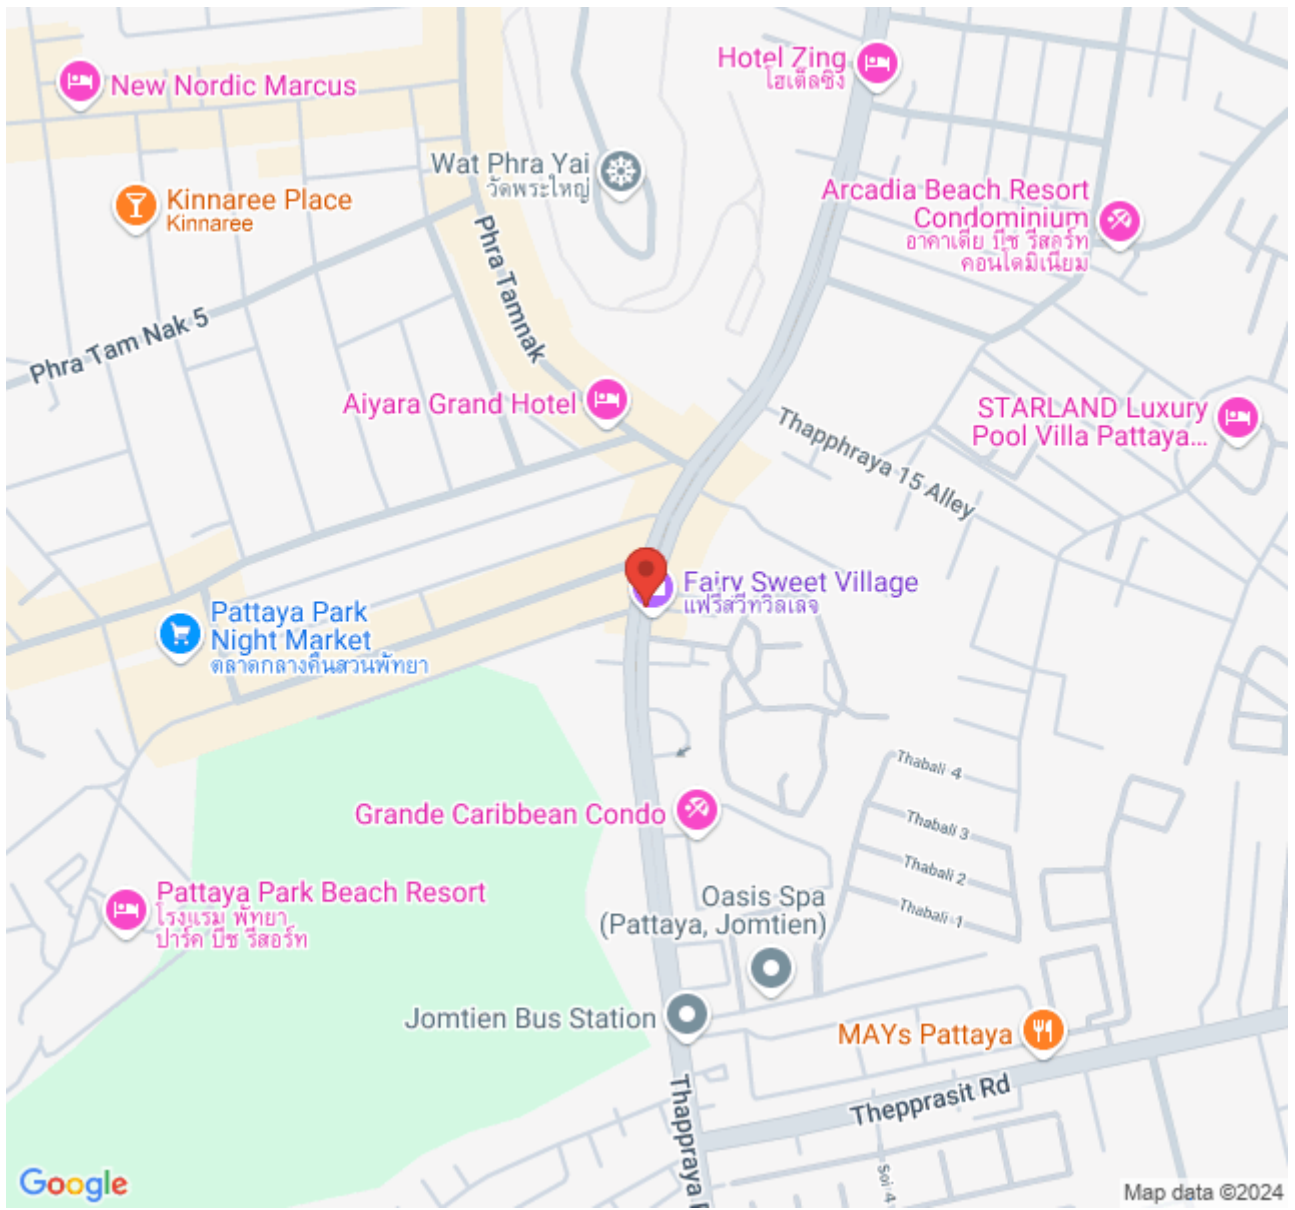 Hotel Zing
โฮเต็ลซิง
New Nordic Marcus
Wat Phra Yai
วัดพระใหญ่
Kinnaree Place
Kinnaree
Arcadia Beach Resort
Condominium
อาคาเดีย บีช รีสอร์ท
คอนโดมิเนียม
Phra Tamnak
Phra Tam Nak 5
Aiyara Grand Hotel
STARLAND Luxury
Pool Villa Pattaya...
Thapphraya 15 Alley
Fairy Sweet Village
แฟรี่สวีทวิลเลจ
Pattaya Park
Night Market
ตลาดกลางคืนสวนพัทยา
Thabali 4
Grande Caribbean Condo
Thabali 3
Thabali 2
Thabali 1
Pattaya Park Beach Resort
โรงแรม พัทยา
ปาร์ค บีช รีสอร์ท
Oasis Spa
(Pattaya, Jomtien)
Jomtien Bus Station
MAYs Pattaya
Thepprasit Rd
Thappraya
Soi 4
Google
Map data ©2024